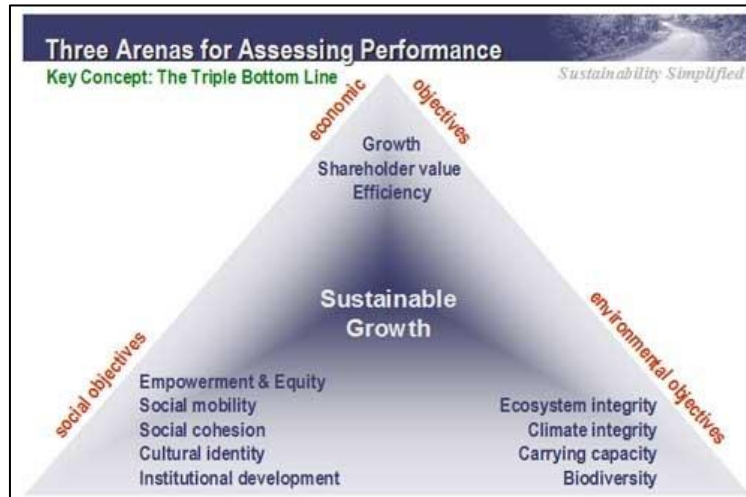 Three Arenas for Assessing Performance
Key Concept: The Triple Bottom Line
Sustainability Simplified
economic
objectives
Growth
Shareholder value
Efficiency
Sustainable
Growth
social objectives
environmental objectives
Empowerment & Equity
Social mobility
Social cohesion
Cultural identity
Institutional development
Ecosystem integrity
Climate integrity
Carrying capacity
Biodiversity